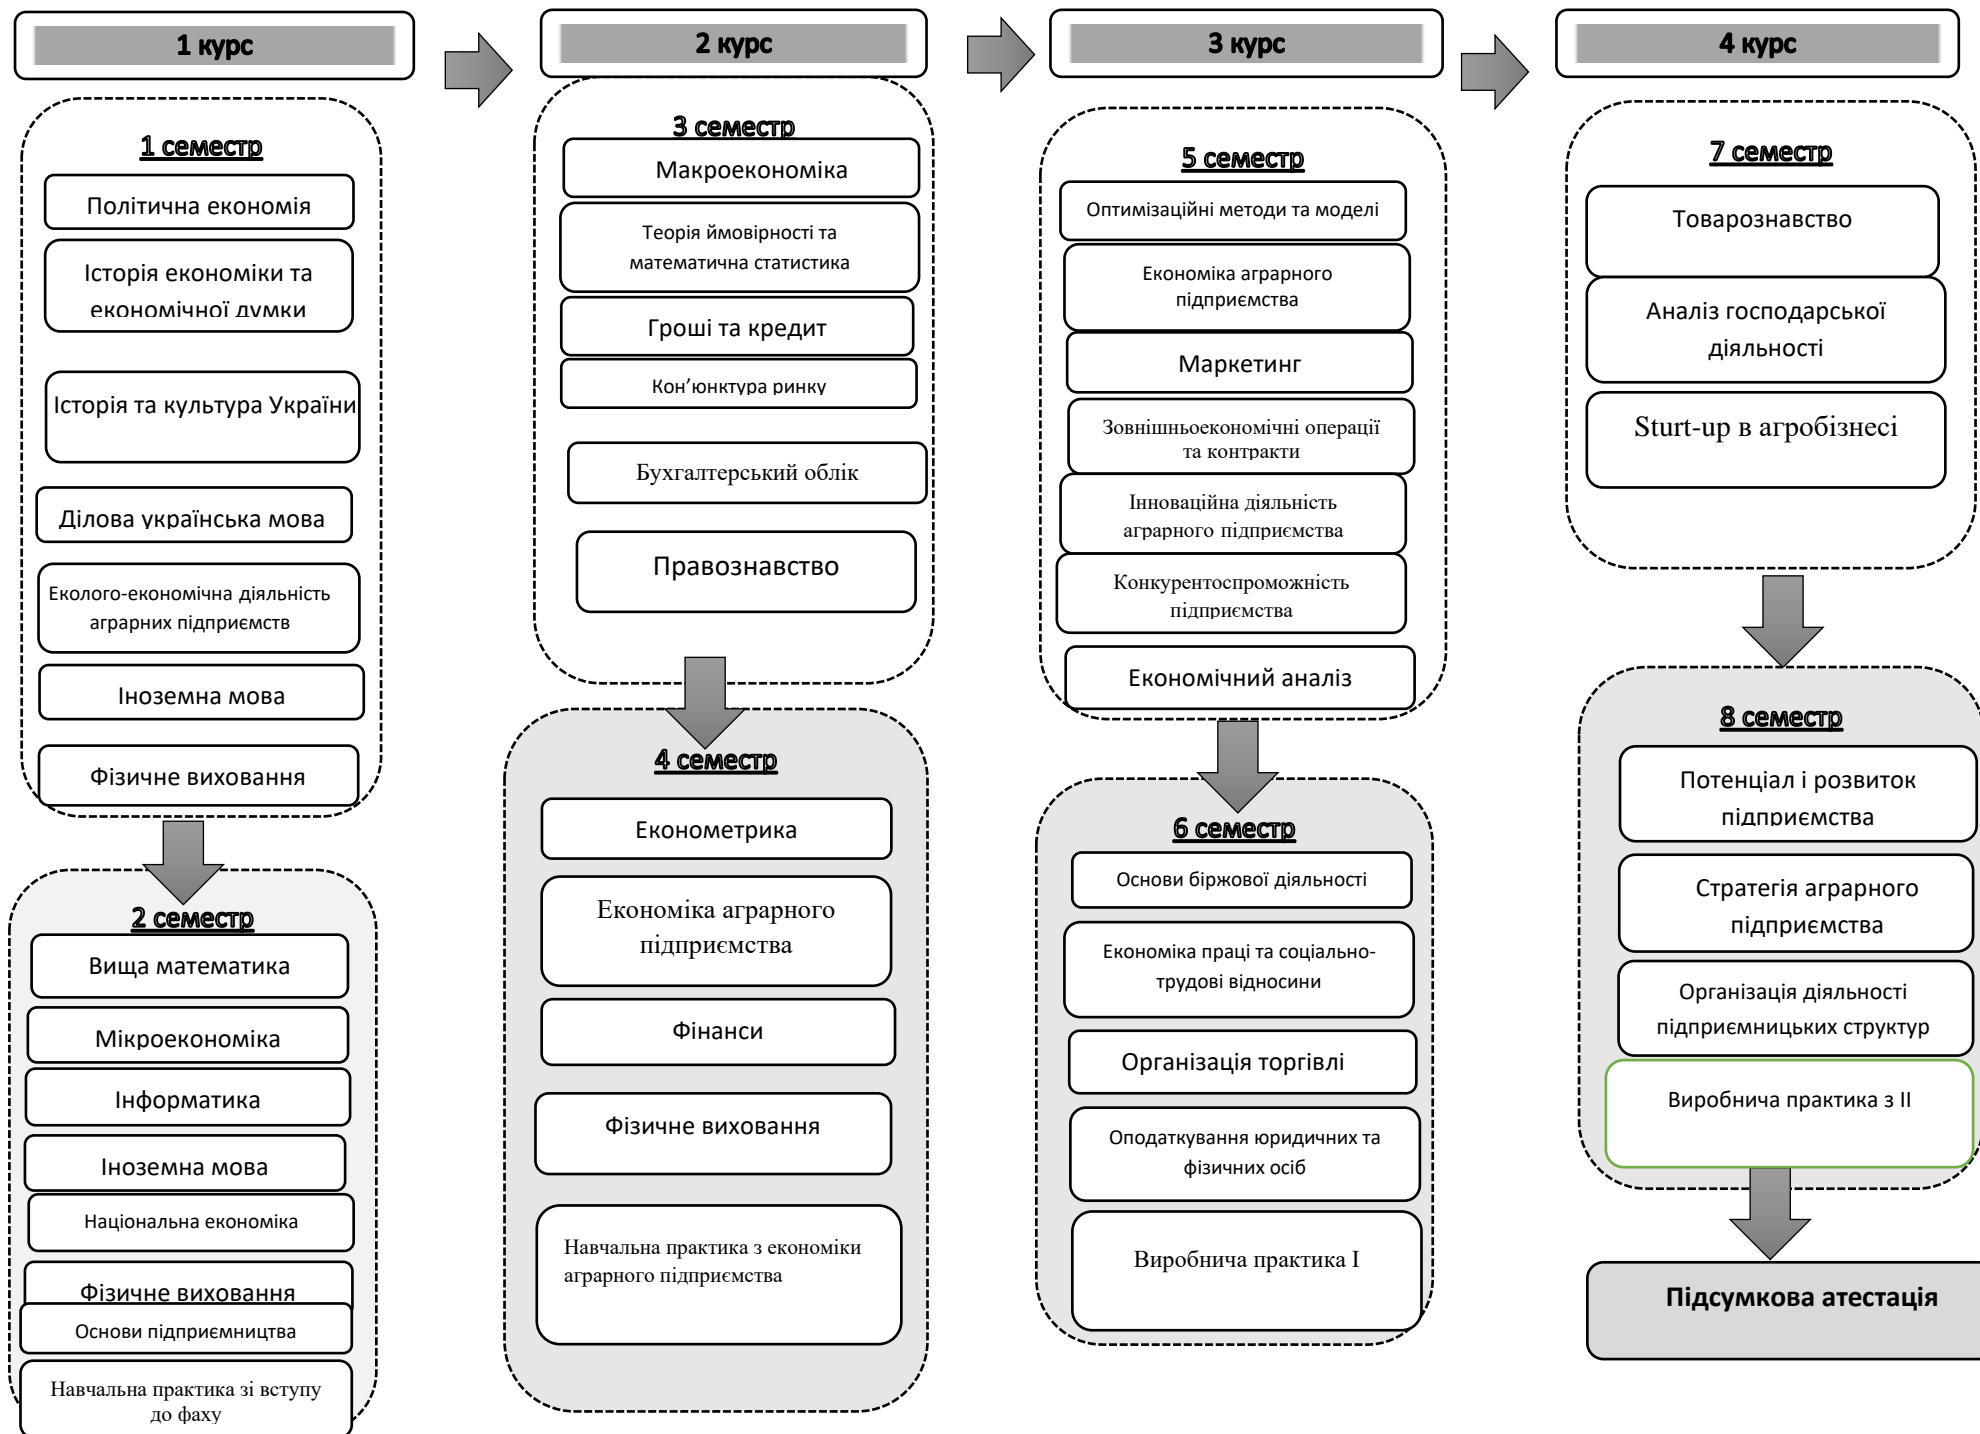 1 курс
1 семестр
Політична економія
Історія економіки та
економічної думки
Історія та культура України
Ділова українська мова
Еколого-економічна діяльність
аграрних підприємств
Іноземна мова
Фізичне виховання
2 семестр
Вища математика
Мікроекономіка
Інформатика
Іноземна мова
Національна економіка
Фізичне виховання
Основи підприємництва
Навчальна практика зі вступу
до фаху
2 курс
3 семестр
Макроекономіка
Теорія ймовірності та
математична статистика
Гроші та кредит
Кон’юнктура ринку
Бухгалтерський облік
Правознавство
4 семестр
Економетрика
Економіка аграрного
підприємства
Фінанси
Фізичне виховання
Навчальна практика з економіки
аграрного підприємства
3 курс
5 семестр
Оптимізаційні методи та моделі
Економіка аграрного
підприємства
Маркетинг
Зовнішньоекономічні операції
та контракти
Інноваційна діяльність
аграрного підприємства
Конкурентоспроможність
підприємства
Економічний аналіз
6 семестр
Основи біржової діяльності
Економіка праці та соціально-
трудові відносини
Організація торгівлі
Оподаткування юридичних та
фізичних осіб
Виробнича практика І
4 курс
7 семестр
Товарознавство
Аналіз господарської
діяльності
Sturt-up в агробізнесі
8 семестр
Потенціал і розвиток
підприємства
Стратегія аграрного
підприємства
Організація діяльності
підприємницьких структур
Виробнича практика з ІІ
Підсумкова атестація